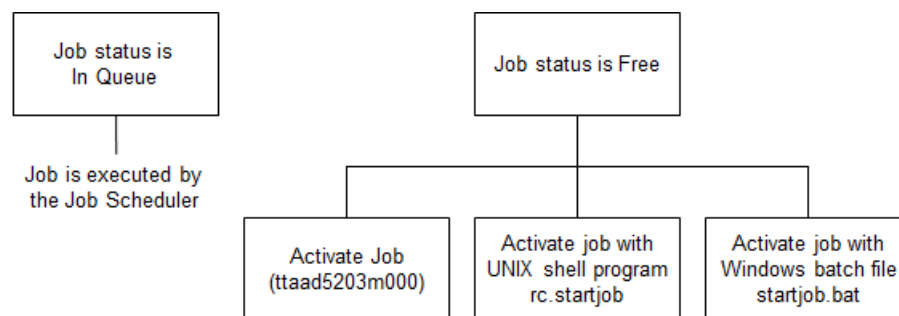 Job status is
In Queue
Job is executed by
the Job Scheduler
Job status is Free
Activate Job
(ttaad5203m000)
Activate job with
UNIX shell program
rc.startjob
Activate job with
Windows batch file
startjob.bat